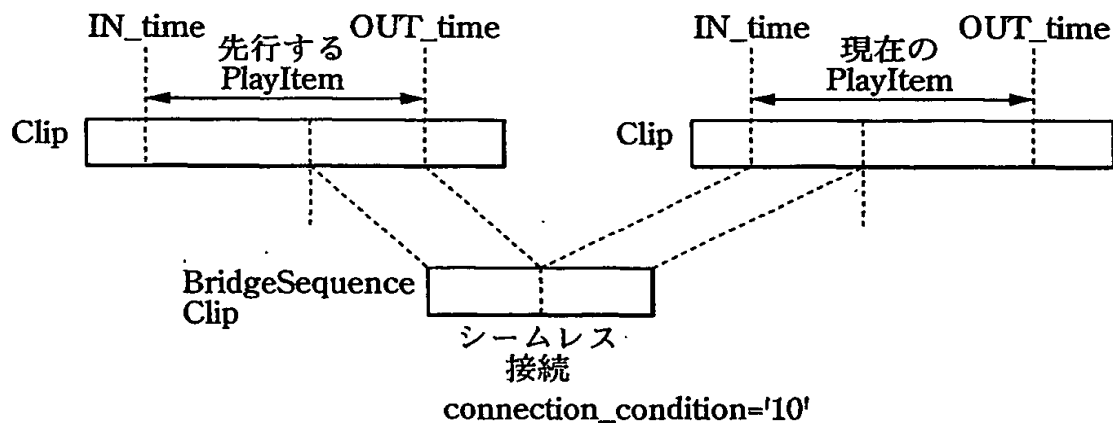 IN_time
OUT_time
先行する
PlayItem
Clip
IN_time
OUT_time
現在の
PlayItem
Clip
BridgeSequence
Clip
シームレス
接続
connection_condition='10'